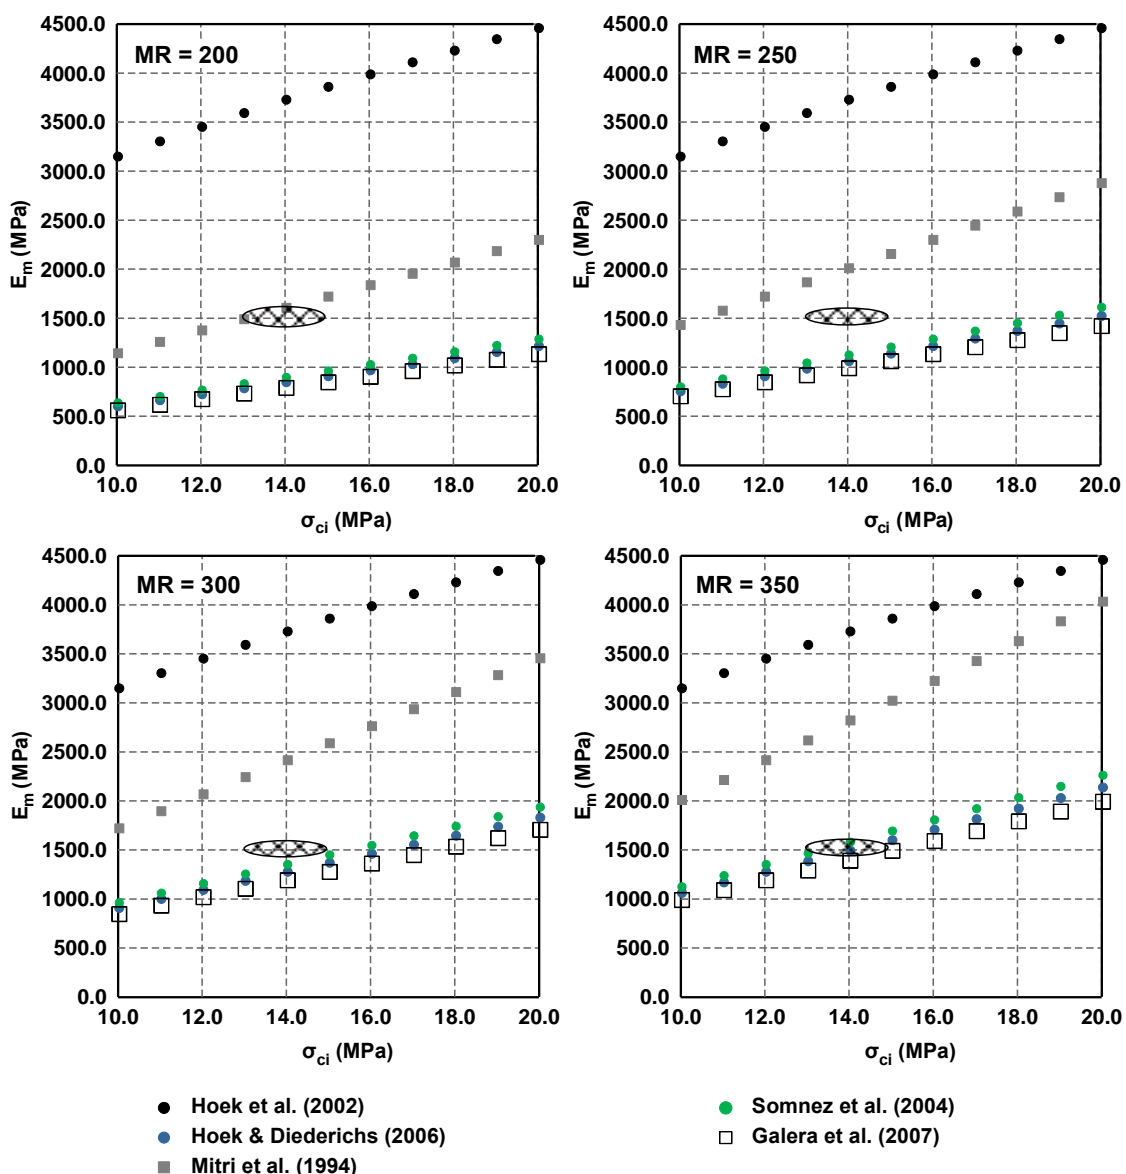 MR = 200
4500.0
4000.0
3500.0
3000.0
2500.0
2000.0
1500.0
1000.0
500.0
0.0
E_m (MPa)
10.0 12.0 14.0 16.0 18.0 20.0
σ_ci (MPa)
MR = 250
4500.0
4000.0
3500.0
3000.0
2500.0
2000.0
1500.0
1000.0
500.0
0.0
E_m (MPa)
10.0 12.0 14.0 16.0 18.0 20.0
σ_ci (MPa)
MR = 300
4500.0
4000.0
3500.0
3000.0
2500.0
2000.0
1500.0
1000.0
500.0
0.0
E_m (MPa)
10.0 12.0 14.0 16.0 18.0 20.0
σ_ci (MPa)
MR = 350
4500.0
4000.0
3500.0
3000.0
2500.0
2000.0
1500.0
1000.0
500.0
0.0
E_m (MPa)
10.0 12.0 14.0 16.0 18.0 20.0
σ_ci (MPa)
Hoek et al. (2002)
Hoek & Diederichs (2006)
Mitri et al. (1994)
Somnez et al. (2004)
Galera et al. (2007)